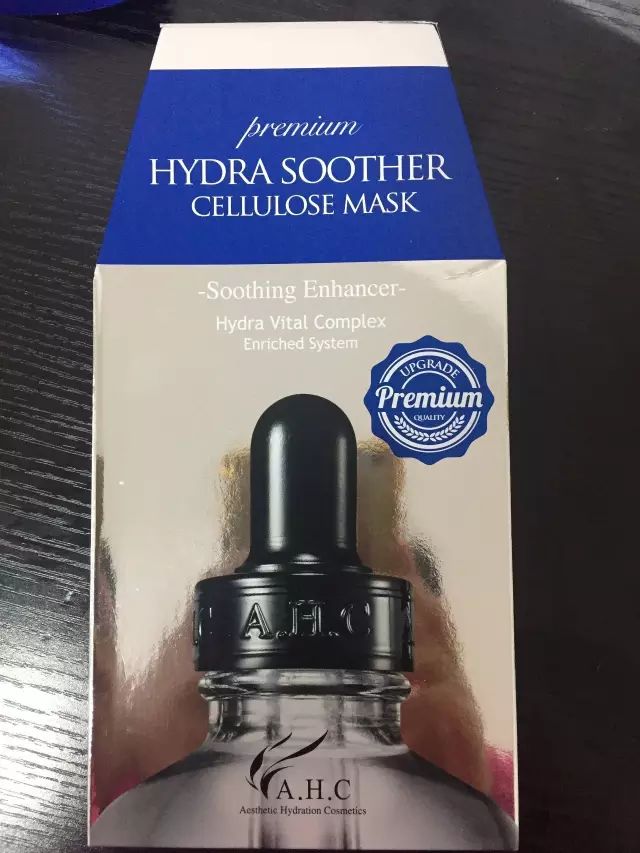 premium
HYDRA SOOTHER
CELLULOSE MASK
-Soothing Enhancer-
Hydra Vital Complex
Enriched System
UPGRADE
Premium
QUALITY
A.H.C
A.H.C
Aesthetic Hydration Cosmetics